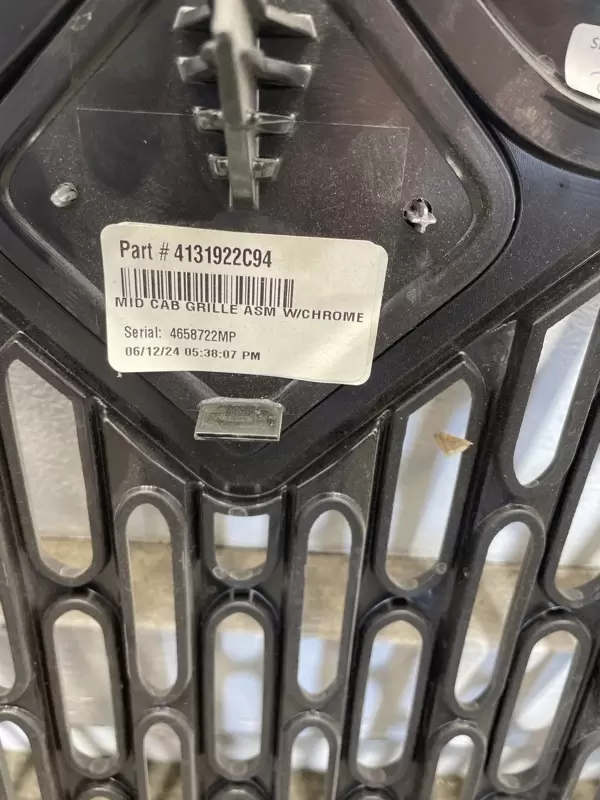 Part # 4131922C94
MID CAB GRILLE ASM W/CHROME
Serial: 4658722MP
06/12/24 05:38:07 PM